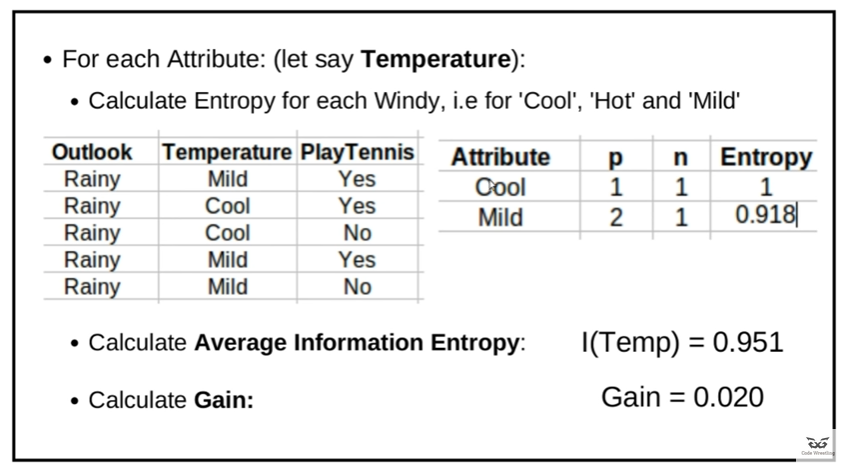 • For each Attribute: (let say Temperature):
• Calculate Entropy for each Windy, i.e for 'Cool', 'Hot' and 'Mild'
Outlook Temperature PlayTennis
Rainy Mild Yes
Rainy Cool Yes
Rainy Cool No
Rainy Mild Yes
Rainy Mild No
Attribute p n Entropy
Cool 1 1 1
Mild 2 1 0.918
• Calculate Average Information Entropy: I(Temp) = 0.951
• Calculate Gain: Gain = 0.020
Code Wrestling